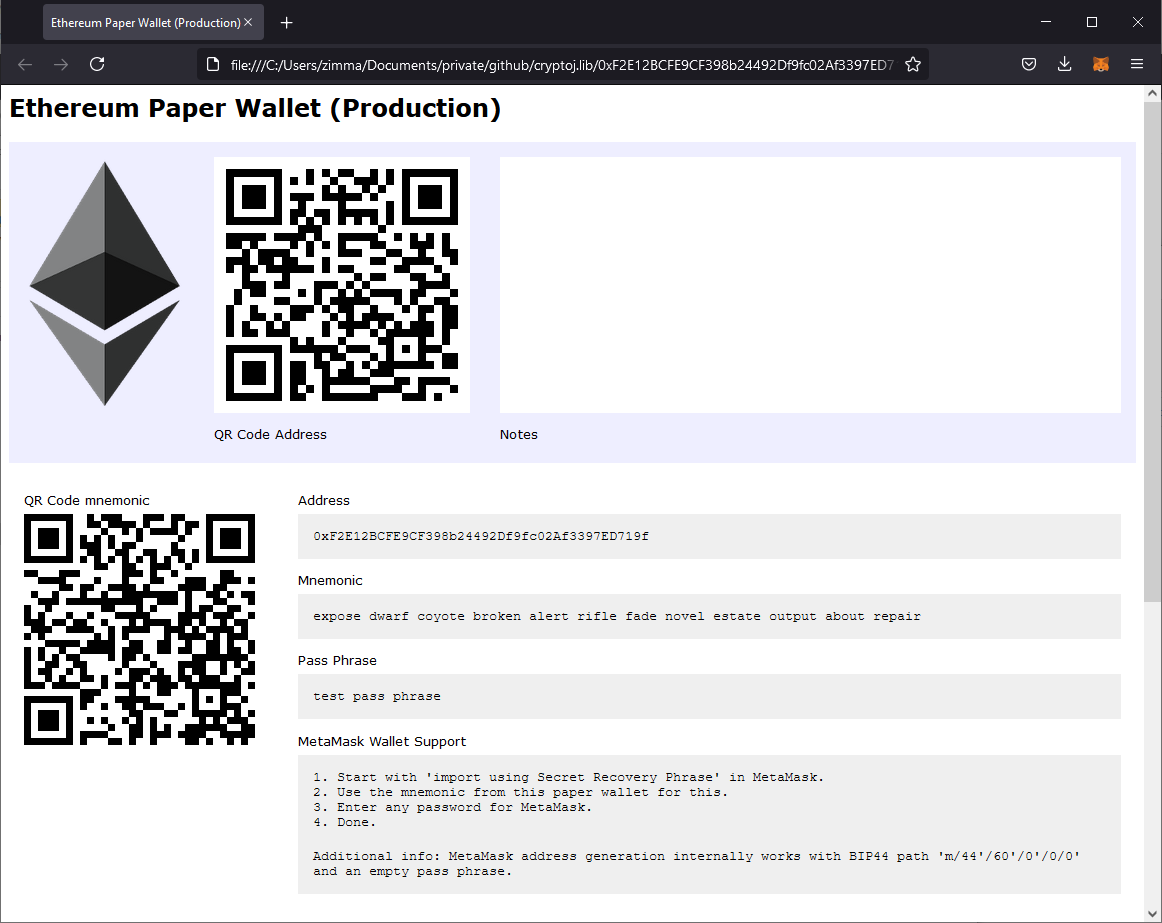 Ethereum Paper Wallet (Production)
file:///C:/Users/zimma/Documents/private/github/cryptoj.lib/0xF2E12BCFE9CF398b24492Df9fc02Af3397ED7
Ethereum Paper Wallet (Production)
QR Code Address
Notes
QR Code mnemonic
Address
0xF2E12BCFE9CF398b24492Df9fc02Af3397ED719f
Mnemonic
expose dwarf coyote broken alert rifle fade novel estate output about repair
Pass Phrase
test pass phrase
MetaMask Wallet Support
1. Start with 'import using Secret Recovery Phrase' in MetaMask.
2. Use the mnemonic from this paper wallet for this.
3. Enter any password for MetaMask.
4. Done.
Additional info: MetaMask address generation internally works with BIP44 path 'm/44'/60'/0'/0/0'
and an empty pass phrase.